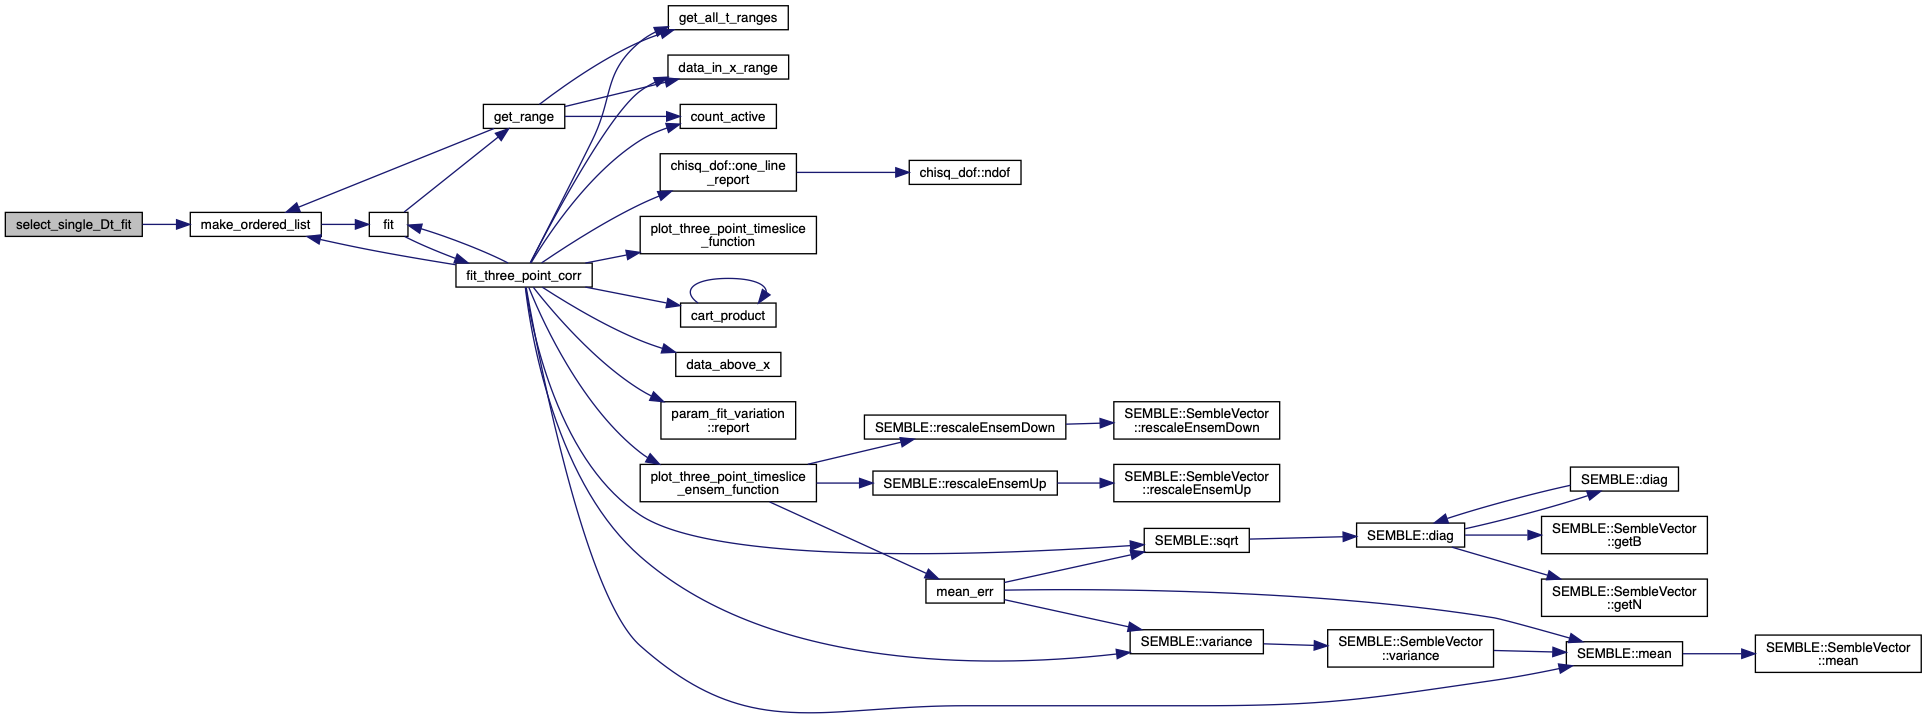 get_all_t_ranges
data_in_x_range
get_range
count_active
chisq_dof::one_line
_report
chisq_dof::ndof
select_single_Dt_fit
make_ordered_list
fit
plot_three_point_timeslice
_function
fit_three_point_corr
cart_product
data_above_x
param_fit_variation
::report
SEMBLE::rescaleEnsemDown
SEMBLE::SembleVector
::rescaleEnsemDown
plot_three_point_timeslice
_ensem_function
SEMBLE::rescaleEnsemUp
SEMBLE::SembleVector
::rescaleEnsemUp
SEMBLE::diag
SEMBLE::sqrt
SEMBLE::diag
SEMBLE::SembleVector
::getB
mean_err
SEMBLE::SembleVector
::getN
SEMBLE::variance
SEMBLE::SembleVector
::variance
SEMBLE::mean
SEMBLE::SembleVector
::mean